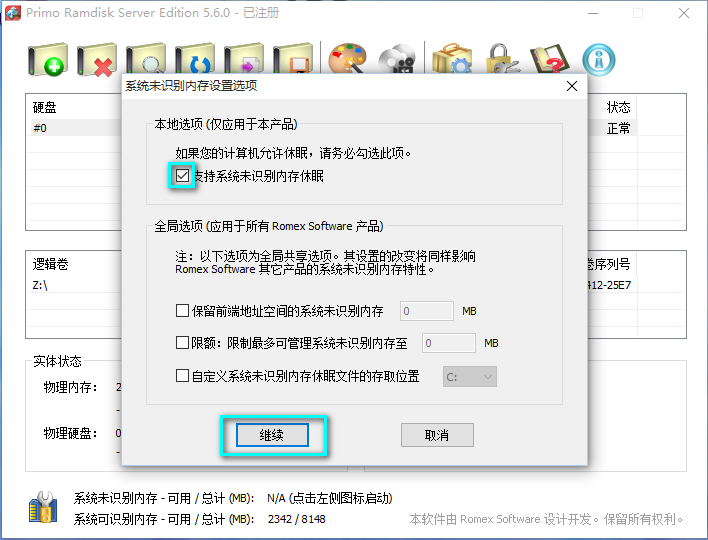 Primo Ramdisk Server Edition 5.6.0 - 已注册
系统未识别内存设置选项
硬盘
状态
#0
正常
本地选项 (仅应用于本产品)
如果您的计算机允许休眠，请务必勾选此项。
支持系统未识别内存休眠
全局选项 (应用于所有 Romex Software 产品)
注：以下选项为全局共享选项。其设置的改变将同样影响
Romex Software 其它产品的系统未识别内存特性。
逻辑卷
卷序列号
Z:\
412-25E7
保留前端地址空间的系统未识别内存
0
MB
限额：限制最多可管理系统未识别内存至
0
MB
自定义系统未识别内存休眠文件的存取位置
C:
实体状态
物理内存:
2
-
物理硬盘:
0
-
继续
取消
系统未识别内存 - 可用 / 总计 (MB):
N/A (点击左侧图标启动)
系统可识别内存 - 可用 / 总计 (MB):
2342 / 8148
本软件由 Romex Software 设计开发。保留所有权利。